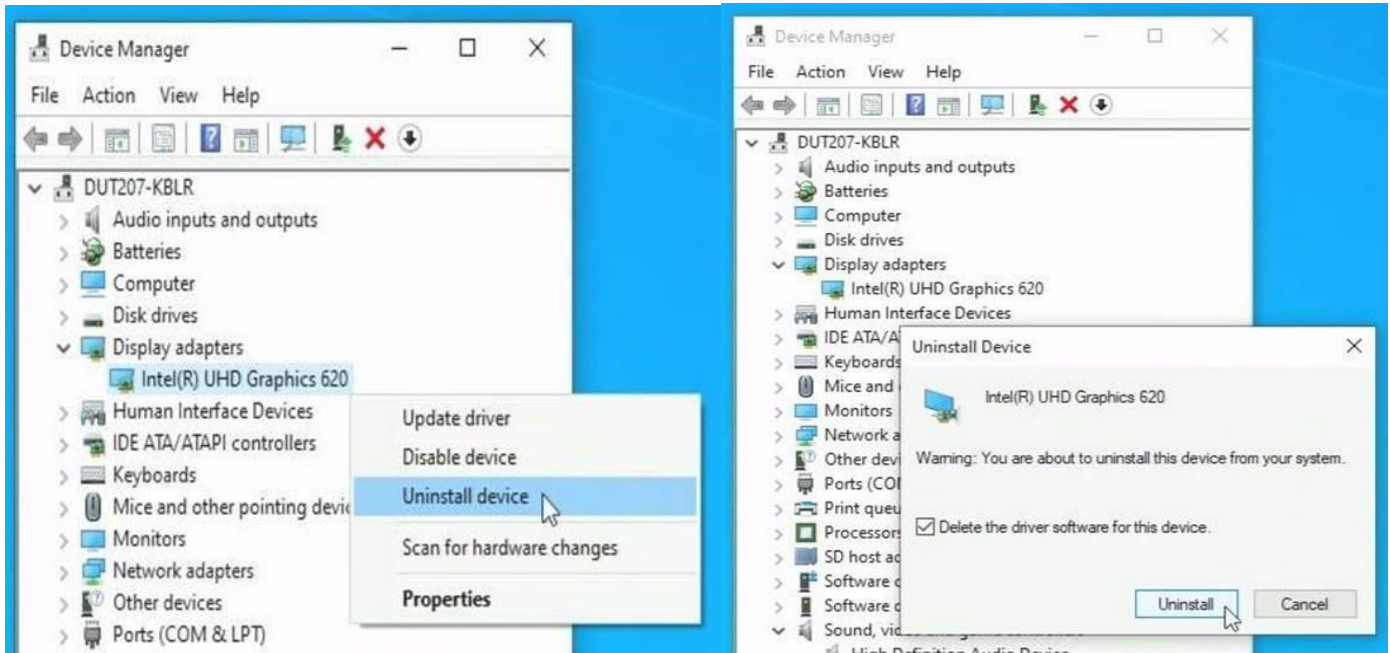 Device Manager
File Action View Help
DUT207-KBLR
Audio inputs and outputs
Batteries
Computer
Disk drives
Display adapters
Intel(R) UHD Graphics 620
Human Interface Devices
IDE ATA/ATAPI controllers
Keyboards
Mice and other pointing devic
Monitors
Network adapters
Other devices
Ports (COM & LPT)
Update driver
Disable device
Uninstall device
Scan for hardware changes
Properties
Device Manager
File Action View Help
DUT207-KBLR
Audio inputs and outputs
Batteries
Computer
Disk drives
Display adapters
Intel(R) UHD Graphics 620
Human Interface Devices
IDE ATA/A
Keyboards
Mice and
Monitors
Network a
Other devi
Ports (CO
Print queu
Processors
SD host ac
Software c
Software c
Sound, vid
Uninstall Device
Intel(R) UHD Graphics 620
Warning: You are about to uninstall this device from your system.
Delete the driver software for this device.
Uninstall Cancel